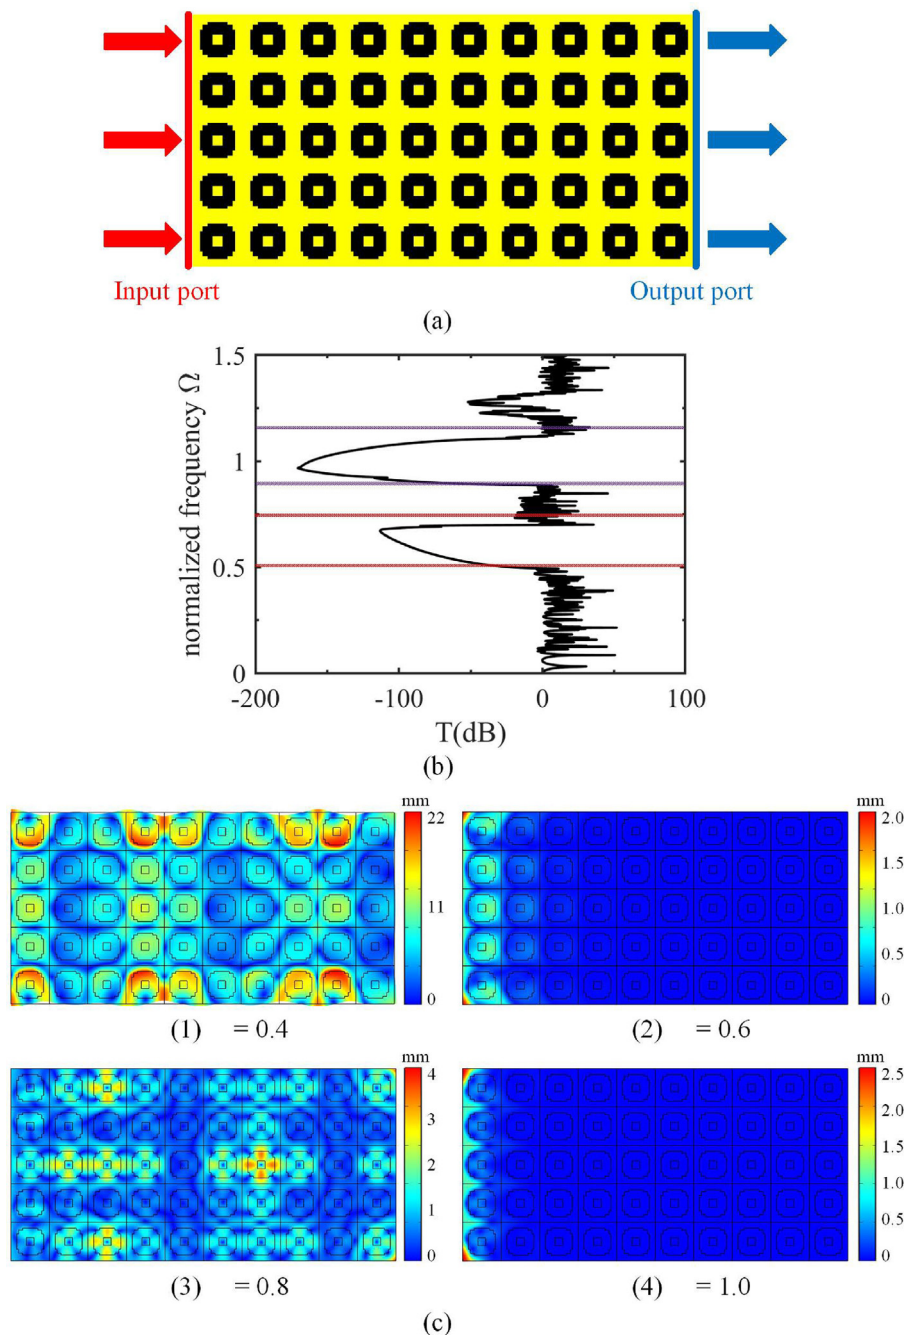 Input port
Output port
(a)
1.5
1
0.5
0
normalized frequency Ω
-200 -100 0 100
T(dB)
(b)
mm
22
11
0
mm
2.0
1.5
1.0
0.5
0
(1) = 0.4
(2) = 0.6
mm
4
3
2
1
0
mm
2.5
2.0
1.5
1.0
0.5
0
(3) = 0.8
(4) = 1.0
(c)